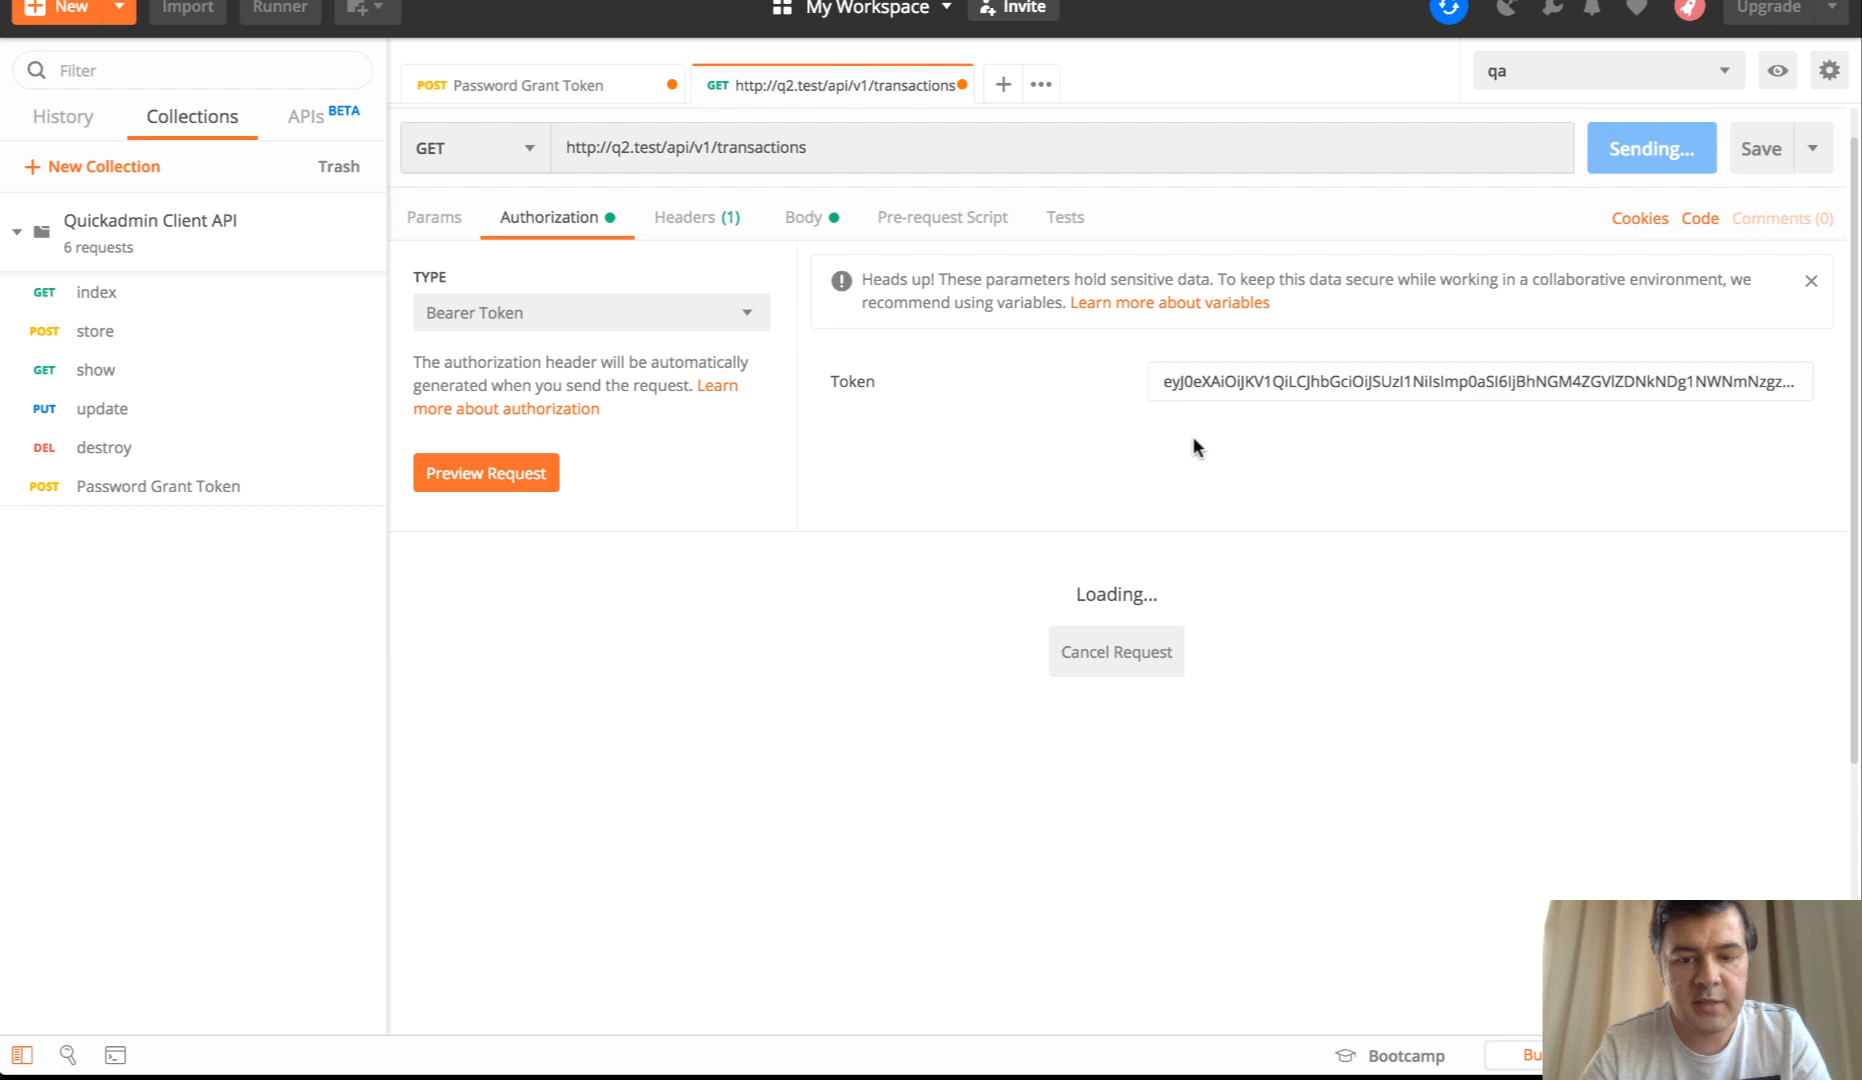 New
Import
Runner
My Workspace
Invite
Upgrade
Filter
History
Collections
APIs BETA
New Collection
Trash
Quickadmin Client API
6 requests
GET index
POST store
GET show
PUT update
DEL destroy
POST Password Grant Token
POST Password Grant Token
GET http://q2.test/api/v1/transactions
qa
GET
http://q2.test/api/v1/transactions
Sending...
Save
Params
Authorization
Headers (1)
Body
Pre-request Script
Tests
Cookies
Code
Comments (0)
TYPE
Bearer Token
The authorization header will be automatically
generated when you send the request. Learn
more about authorization
Preview Request
Heads up! These parameters hold sensitive data. To keep this data secure while working in a collaborative environment, we
recommend using variables. Learn more about variables
Token
Loading...
Cancel Request
Bootcamp